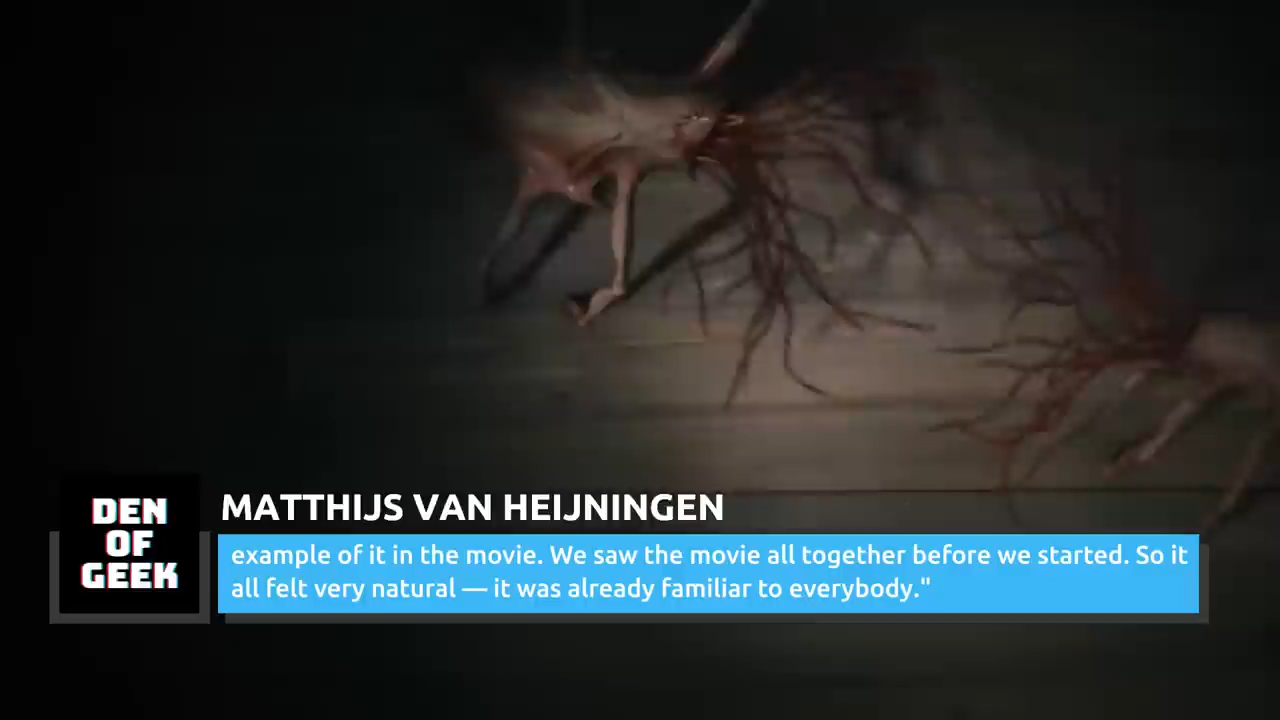 DEN
OF
GEEK
MATTHIJS VAN HEIJNINGEN
example of it in the movie. We saw the movie all together before we started. So it
all felt very natural — it was already familiar to everybody."